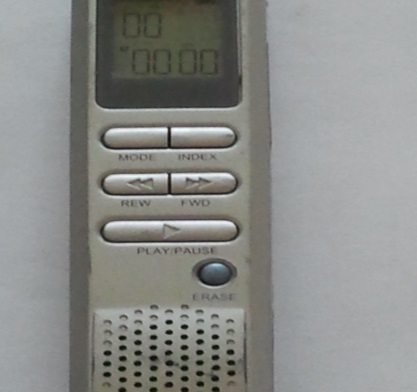 00
00 00
MODE INDEX
REW FWD
PLAY/PAUSE
ERASE